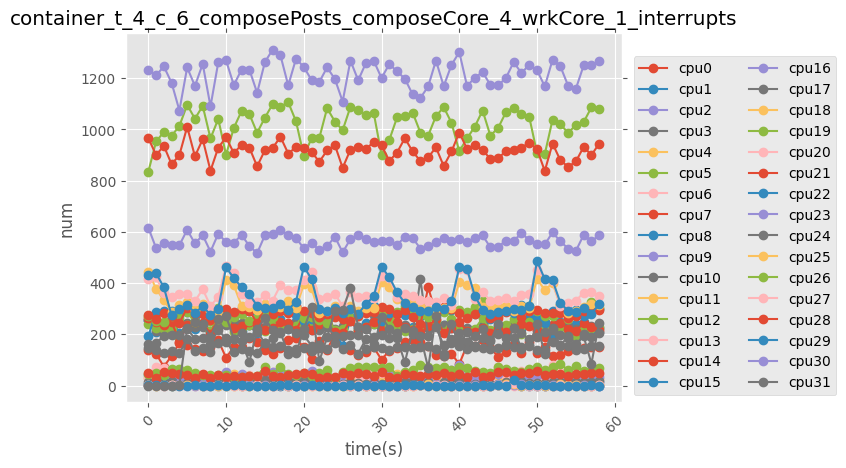 container_t_4_c_6_composePosts_composeCore_4_wrkCore_1_interrupts
num
1200
1000
800
600
400
200
0
0
10
20
30
40
50
60
time(s)
cpu0
cpu1
cpu2
cpu3
cpu4
cpu5
cpu6
cpu7
cpu8
cpu9
cpu10
cpu11
cpu12
cpu13
cpu14
cpu15
cpu16
cpu17
cpu18
cpu19
cpu20
cpu21
cpu22
cpu23
cpu24
cpu25
cpu26
cpu27
cpu28
cpu29
cpu30
cpu31